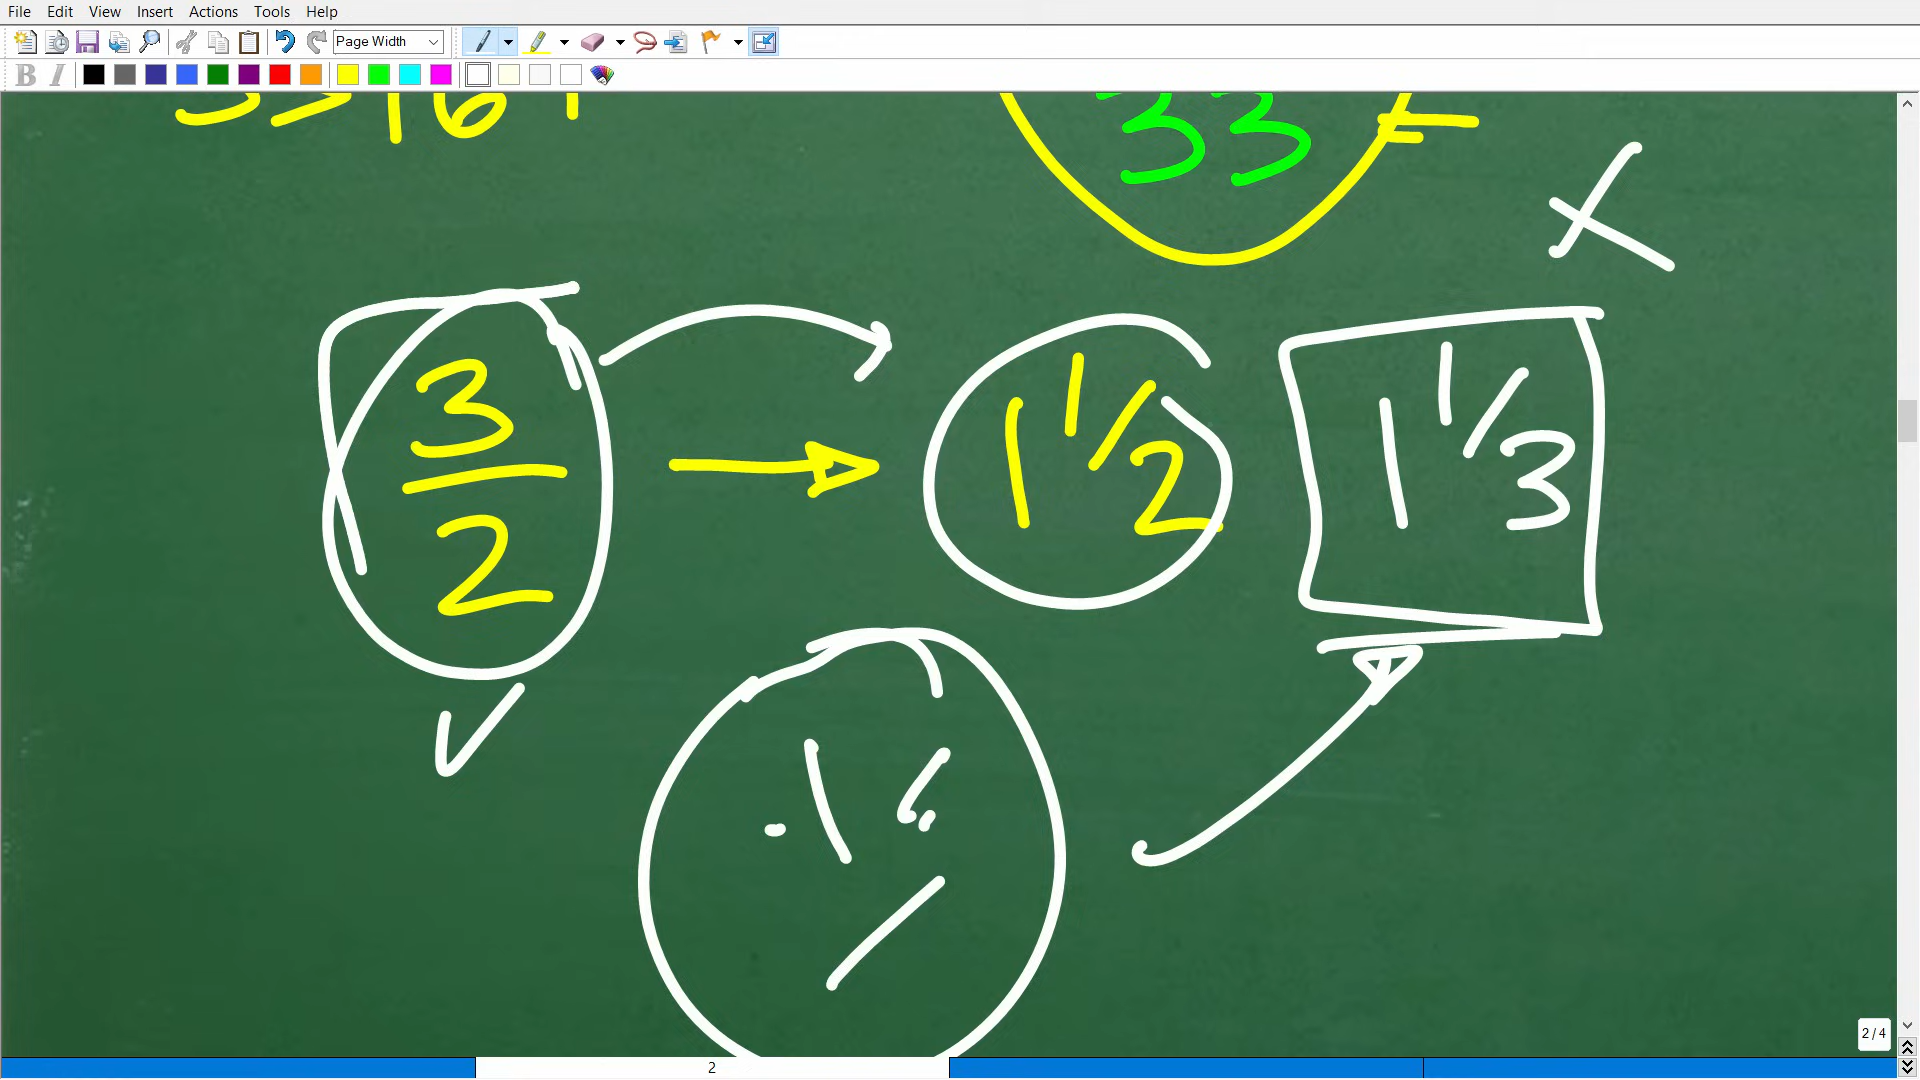 File Edit View Insert Actions Tools Help
Page Width
B I
33
3/2 → 1 1/2 1 1/3
2/4
2